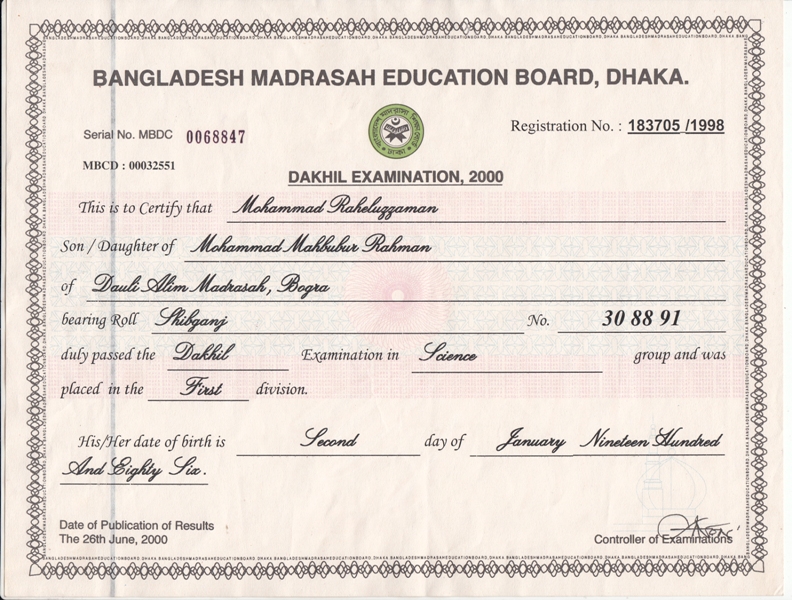 BANGLADESH MADRASAH EDUCATION BOARD, DHAKA.
Serial No. MBDC 0068847
Registration No. : 183705 /1998
MBCD : 00032551
DAKHIL EXAMINATION, 2000
This is to Certify that Mohammad Raheluzzaman
Son / Daughter of Mohammad Mahbubur Rahman
of Dauli Alim Madrasah, Bogra
bearing Roll Shibganj No. 30 88 91
duly passed the Dakhil Examination in Science group and was
placed in the First division.
His/Her date of birth is Second day of January Nineteen Hundred
And Eighty Six.
Date of Publication of Results
The 26th June, 2000
Controller of Examinations